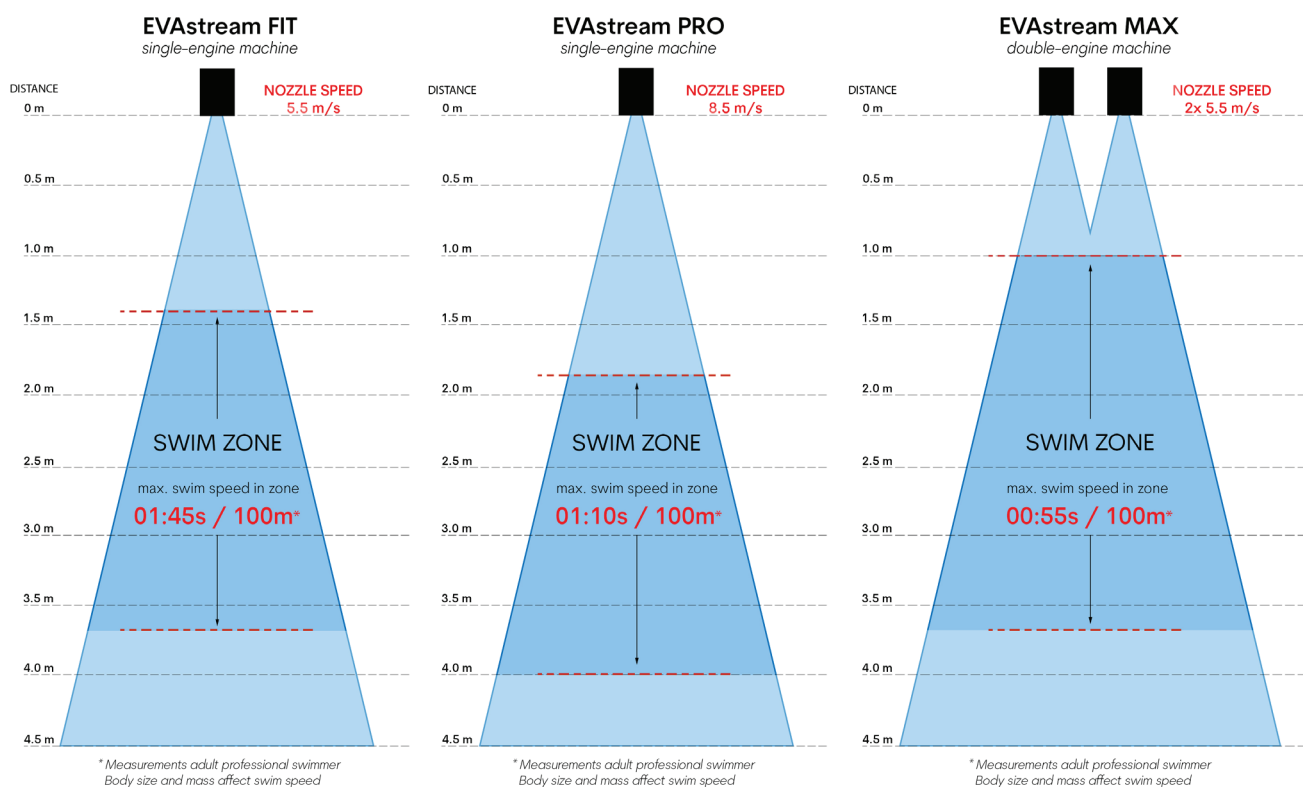 EVAstream FIT
single-engine machine
DISTANCE
NOZZLE SPEED
0 m
5.5 m/s
0.5 m
1.0 m
1.5 m
2.0 m
SWIM ZONE
2.5 m
max. swim speed in zone
01:45s / 100m*
3.0 m
3.5 m
4.0 m
4.5 m
* Measurements adult professional swimmer
Body size and mass affect swim speed
EVAstream PRO
single-engine machine
DISTANCE
NOZZLE SPEED
0 m
8.5 m/s
0.5 m
1.0 m
1.5 m
2.0 m
SWIM ZONE
2.5 m
max. swim speed in zone
01:10s / 100m*
3.0 m
3.5 m
4.0 m
4.5 m
* Measurements adult professional swimmer
Body size and mass affect swim speed
EVAstream MAX
double-engine machine
DISTANCE
NOZZLE SPEED
0 m
2x 5.5 m/s
0.5 m
1.0 m
1.5 m
2.0 m
SWIM ZONE
2.5 m
max. swim speed in zone
00:55s / 100m*
3.0 m
3.5 m
4.0 m
4.5 m
* Measurements adult professional swimmer
Body size and mass affect swim speed